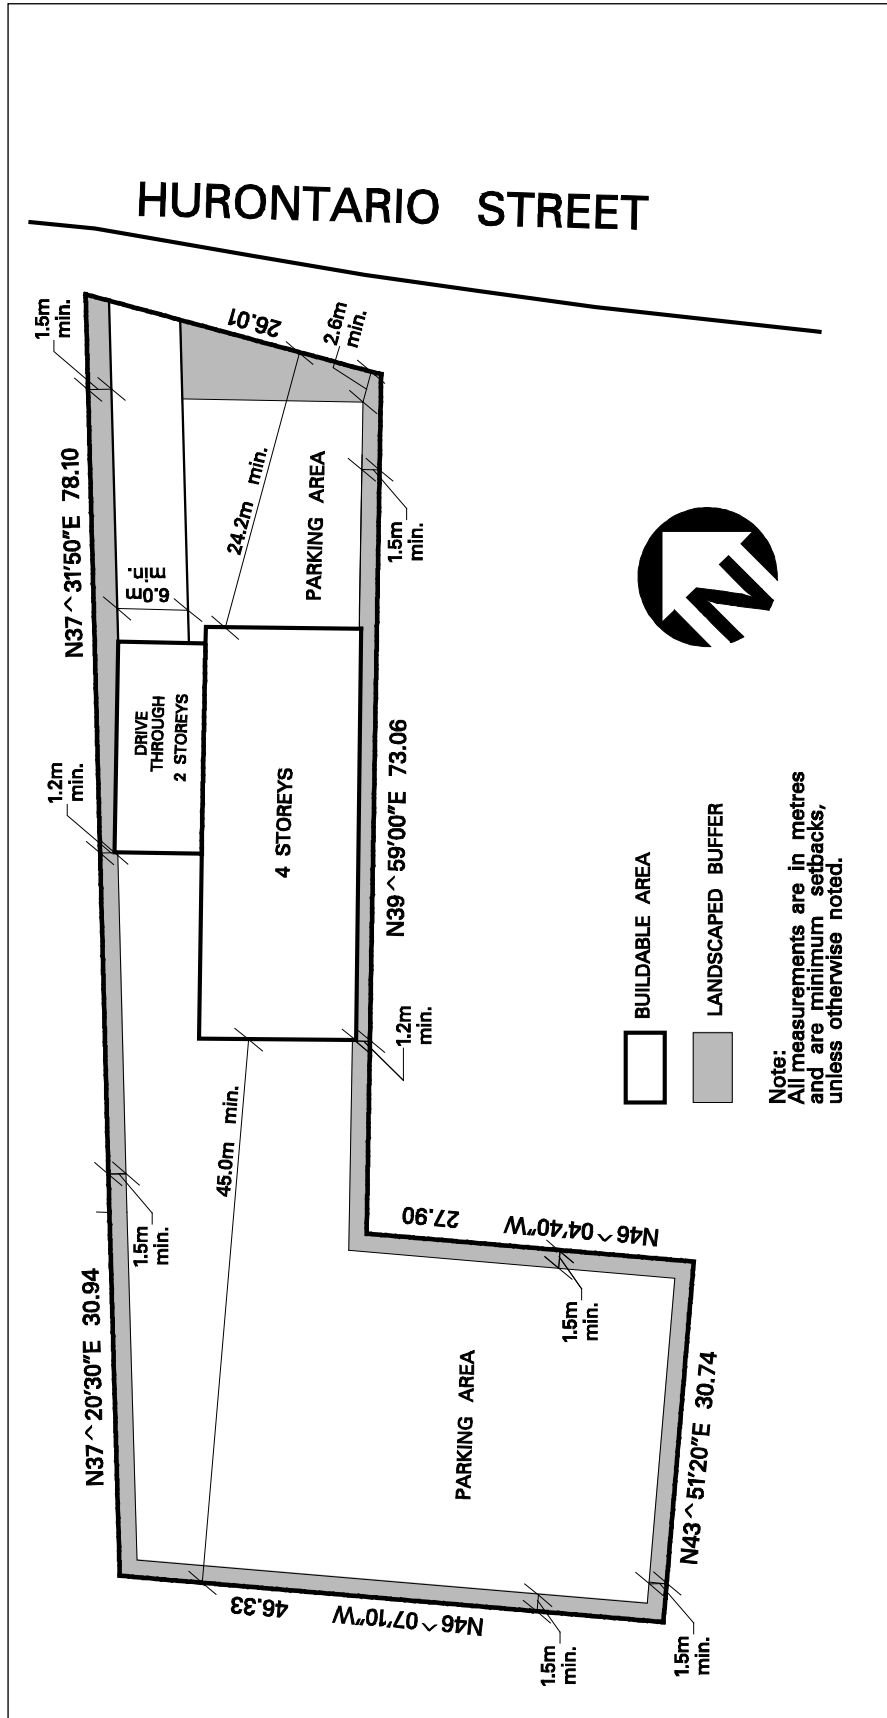 HURONTARIO STREET
1.5m
min.
26.01
2.6m
min.
N37^31'50"E 78.10
24.2m min.
PARKING AREA
1.5m
min.
6.0m
min.
DRIVE
THROUGH
2 STOREYS
1.2m
min.
4 STOREYS
N39^59'00"E 73.06
1.2m
min.
45.0m min.
1.5m
min.
N37^20'30"E 30.94
27.90 N46^04'40"W
1.5m
min.
PARKING AREA
N43^51'20"E 30.74
46.33 N46^07'10"W
1.5m
min.
1.5m
min.
N
BUILDABLE AREA
LANDSCAPED BUFFER
Note:
All measurements are in metres
and are minimum setbacks,
unless otherwise noted.